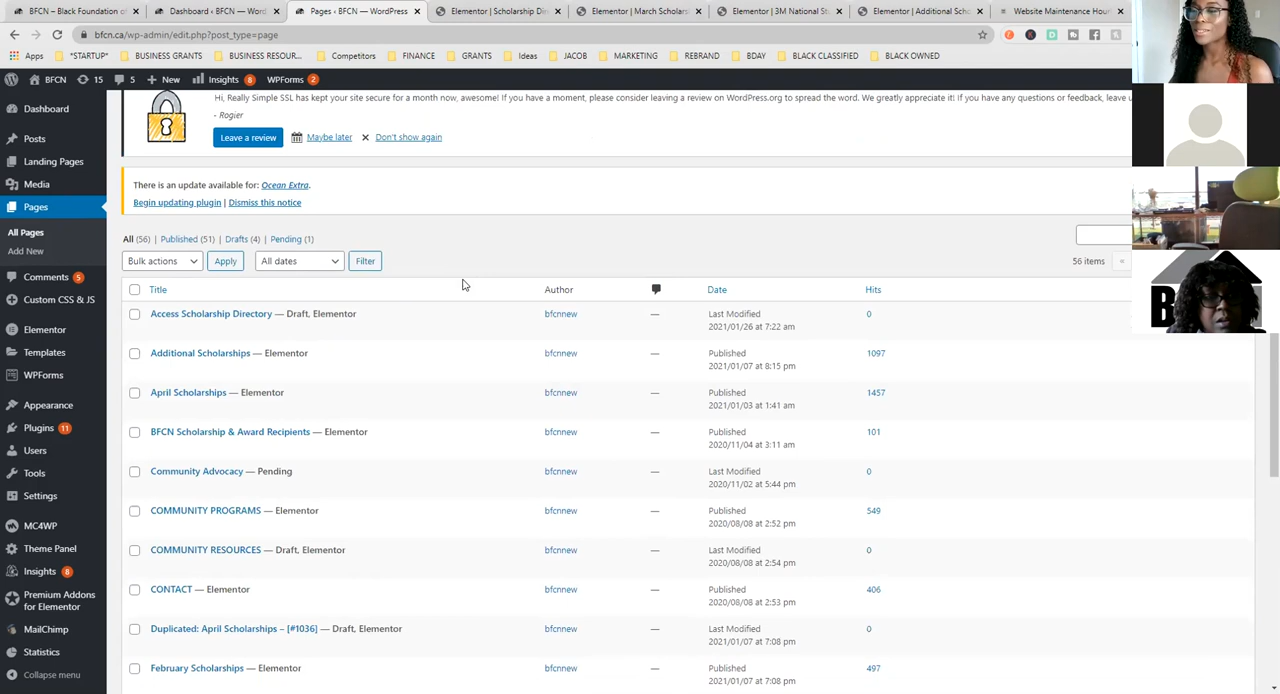 BFCN – Black Foundation of
Dashboard ‹ BFCN — Wor
Pages ‹ BFCN — WordPress
Elementor | Scholarship Di
Elementor | March Scholarsh
Elementor | 3M National Stu
Elementor | Additional Scho
Website Maintenance Hour
bfcn.ca/wp-admin/edit.php?post_type=page
Apps
*STARTUP*
BUSINESS GRANTS
BUSINESS RESOUR...
Competitors
FINANCE
GRANTS
Ideas
JACOB
MARKETING
REBRAND
BDAY
BLACK CLASSIFIED
BLACK OWNED
BFCN
15
5
New
Insights 8
WPForms 2
Dashboard
Posts
Landing Pages
Media
Pages
All Pages
Add New
Comments 5
Custom CSS & JS
Elementor
Templates
WPForms
Appearance
Plugins 11
Users
Tools
Settings
MC4WP
Theme Panel
Insights 8
Premium Addons
for Elementor
MailChimp
Statistics
Collapse menu
Hi, Really Simple SSL has kept your site secure for a month now, awesome! If you have a moment, please consider leaving a review on WordPress.org to spread the word. We greatly appreciate it! If you have any questions or feedback, leave u
- Rogier
Leave a review Maybe later Don't show again
There is an update available for: Ocean Extra.
Begin updating plugin | Dismiss this notice
All (56) | Published (51) | Drafts (4) | Pending (1)
Bulk actions Apply All dates Filter
56 items «
Title Author Date Hits
Access Scholarship Directory — Draft, Elementor bfcnnew — Last Modified 0
2021/01/26 at 7:22 am
Additional Scholarships — Elementor bfcnnew — Published 1097
2021/01/07 at 8:15 pm
April Scholarships — Elementor bfcnnew — Published 1457
2021/01/03 at 1:41 am
BFCN Scholarship & Award Recipients — Elementor bfcnnew — Published 101
2020/11/04 at 3:11 am
Community Advocacy — Pending bfcnnew — Last Modified 0
2020/11/02 at 5:44 pm
COMMUNITY PROGRAMS — Elementor bfcnnew — Published 549
2020/08/08 at 2:52 pm
COMMUNITY RESOURCES — Draft, Elementor bfcnnew — Last Modified 0
2020/08/08 at 2:54 pm
CONTACT — Elementor bfcnnew — Published 406
2020/08/08 at 2:53 pm
Duplicated: April Scholarships – [#1036] — Draft, Elementor bfcnnew — Last Modified 0
2021/01/07 at 7:08 pm
February Scholarships — Elementor bfcnnew — Published 497
2021/01/07 at 7:08 pm